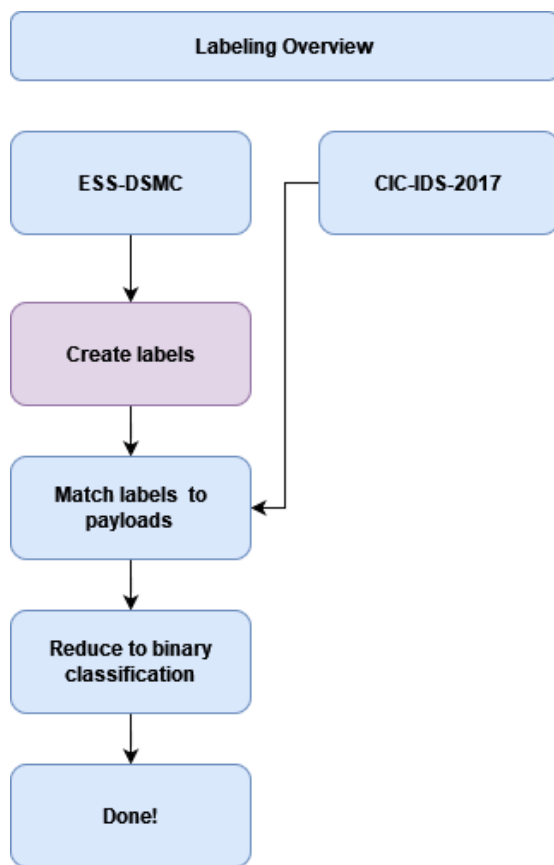 Labeling Overview
ESS-DSMC
CIC-IDS-2017
Create labels
Match labels to
payloads
Reduce to binary
classification
Done!